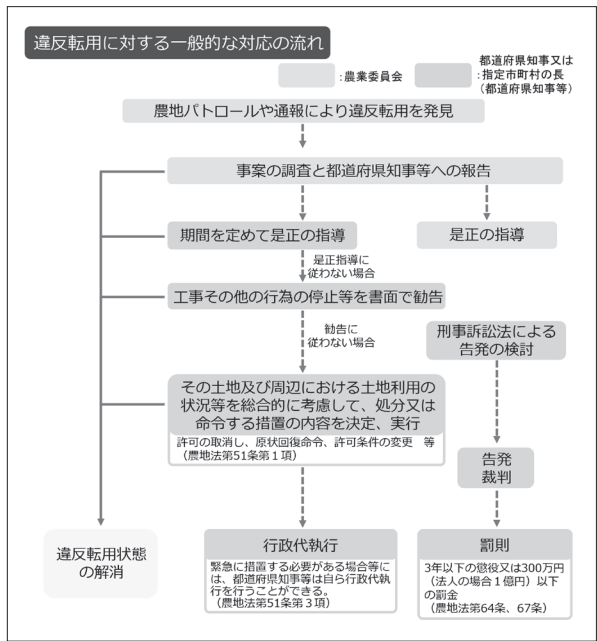 違反転用に対する一般的な対応の流れ
:農業委員会
都道府県知事又は
:指定市町村の長
(都道府県知事等)
農地パトロールや通報により違反転用を発見
事案の調査と都道府県知事等への報告
期間を定めて是正の指導
是正の指導
是正指導に
従わない場合
工事その他の行為の停止等を書面で勧告
勧告に
従わない場合
刑事訴訟法による
告発の検討
その土地及び周辺における土地利用の
状況等を総合的に考慮して、処分又は
命令する措置の内容を決定、実行
許可の取消し、原状回復命令、許可条件の変更 等
(農地法第51条第1項)
告発
裁判
違反転用状態
の解消
行政代執行
緊急に措置する必要がある場合等に
は、都道府県知事等は自ら行政代執
行を行うことができる。
(農地法第51条第3項)
罰則
3年以下の懲役又は300万円
(法人の場合1億円)以下
の罰金
(農地法第64条、67条)